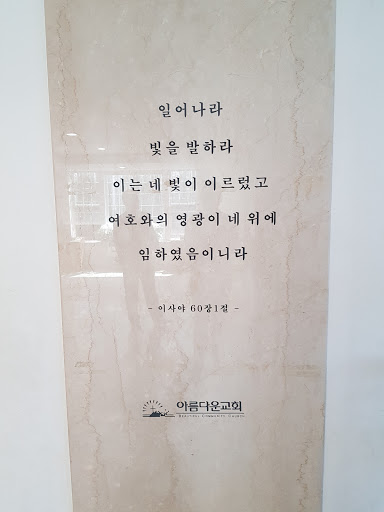 일어나라
빛을 발하라
이는 네 빛이 이르렀고
여호와의 영광이 네 위에
임하였음이니라
- 이사야 60장1절 -
아름다운교회